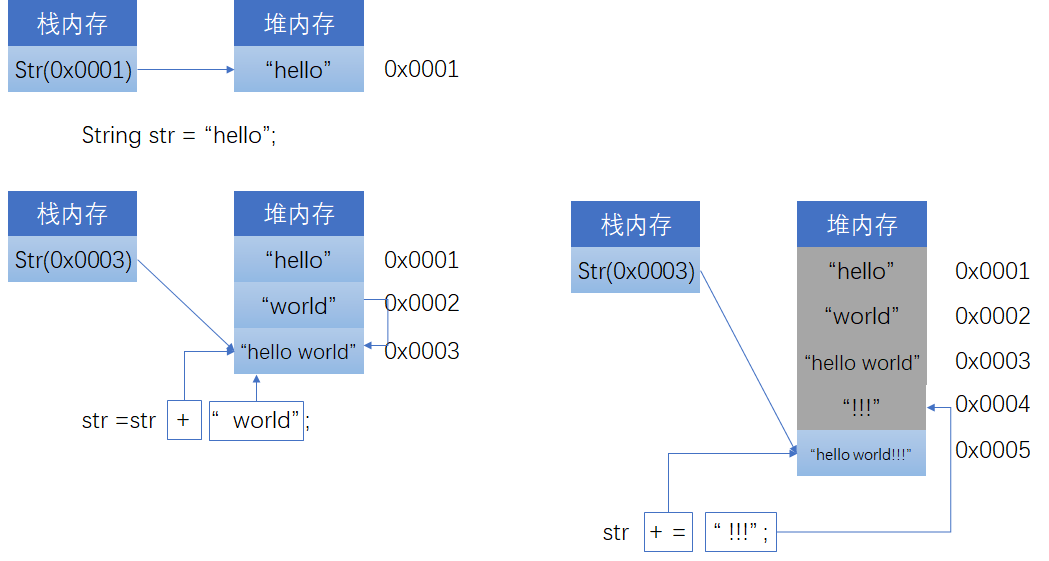 栈内存 堆内存
Str(0x0001) “hello” 0x0001
String str = “hello”;
栈内存 堆内存
Str(0x0003) “hello” 0x0001
“world” 0x0002
“hello world” 0x0003
str =str + “ world”;
栈内存 堆内存
Str(0x0003) “hello” 0x0001
“world” 0x0002
“hello world” 0x0003
“!!!” 0x0004
“hello world!!!” 0x0005
str + = “ !!!” ;